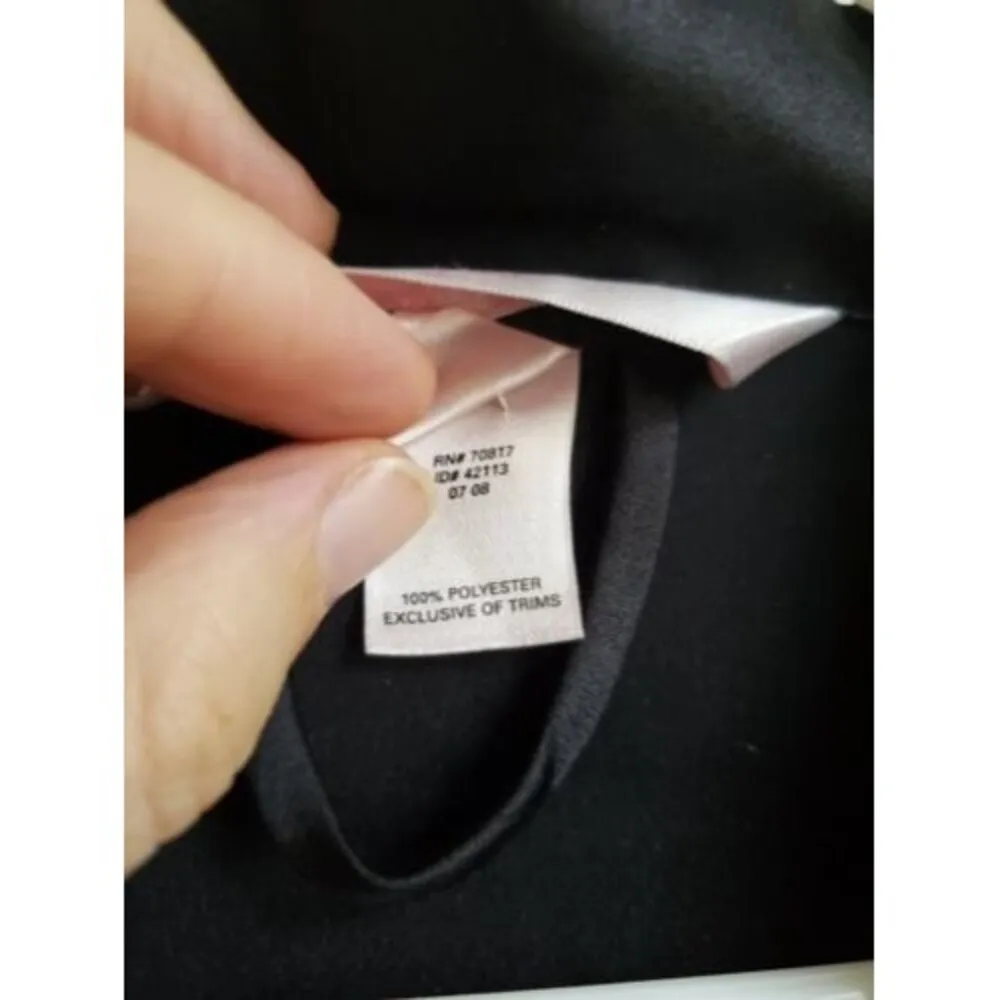 RN# 70817
ID# 42113
07 08
100% POLYESTER
EXCLUSIVE OF TRIMS